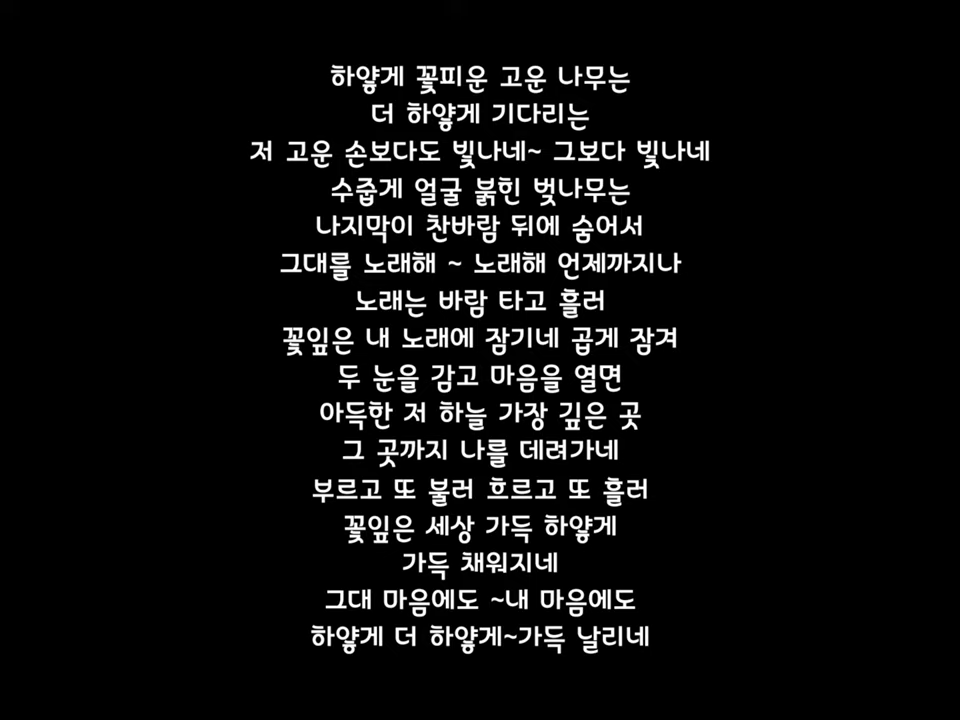 하얗게 꽃피운 고운 나무는
더 하얗게 기다리는
저 고운 손보다도 빛나네~ 그보다 빛나네
수줍게 얼굴 붉힌 벚나무는
나지막이 찬바람 뒤에 숨어서
그대를 노래해 ~ 노래해 언제까지나
노래는 바람 타고 흘러
꽃잎은 내 노래에 잠기네 곱게 잠겨
두 눈을 감고 마음을 열면
아득한 저 하늘 가장 깊은 곳
그 곳까지 나를 데려가네
부르고 또 불러 흐르고 또 흘러
꽃잎은 세상 가득 하얗게
가득 채워지네
그대 마음에도 ~내 마음에도
하얗게 더 하얗게~가득 날리네